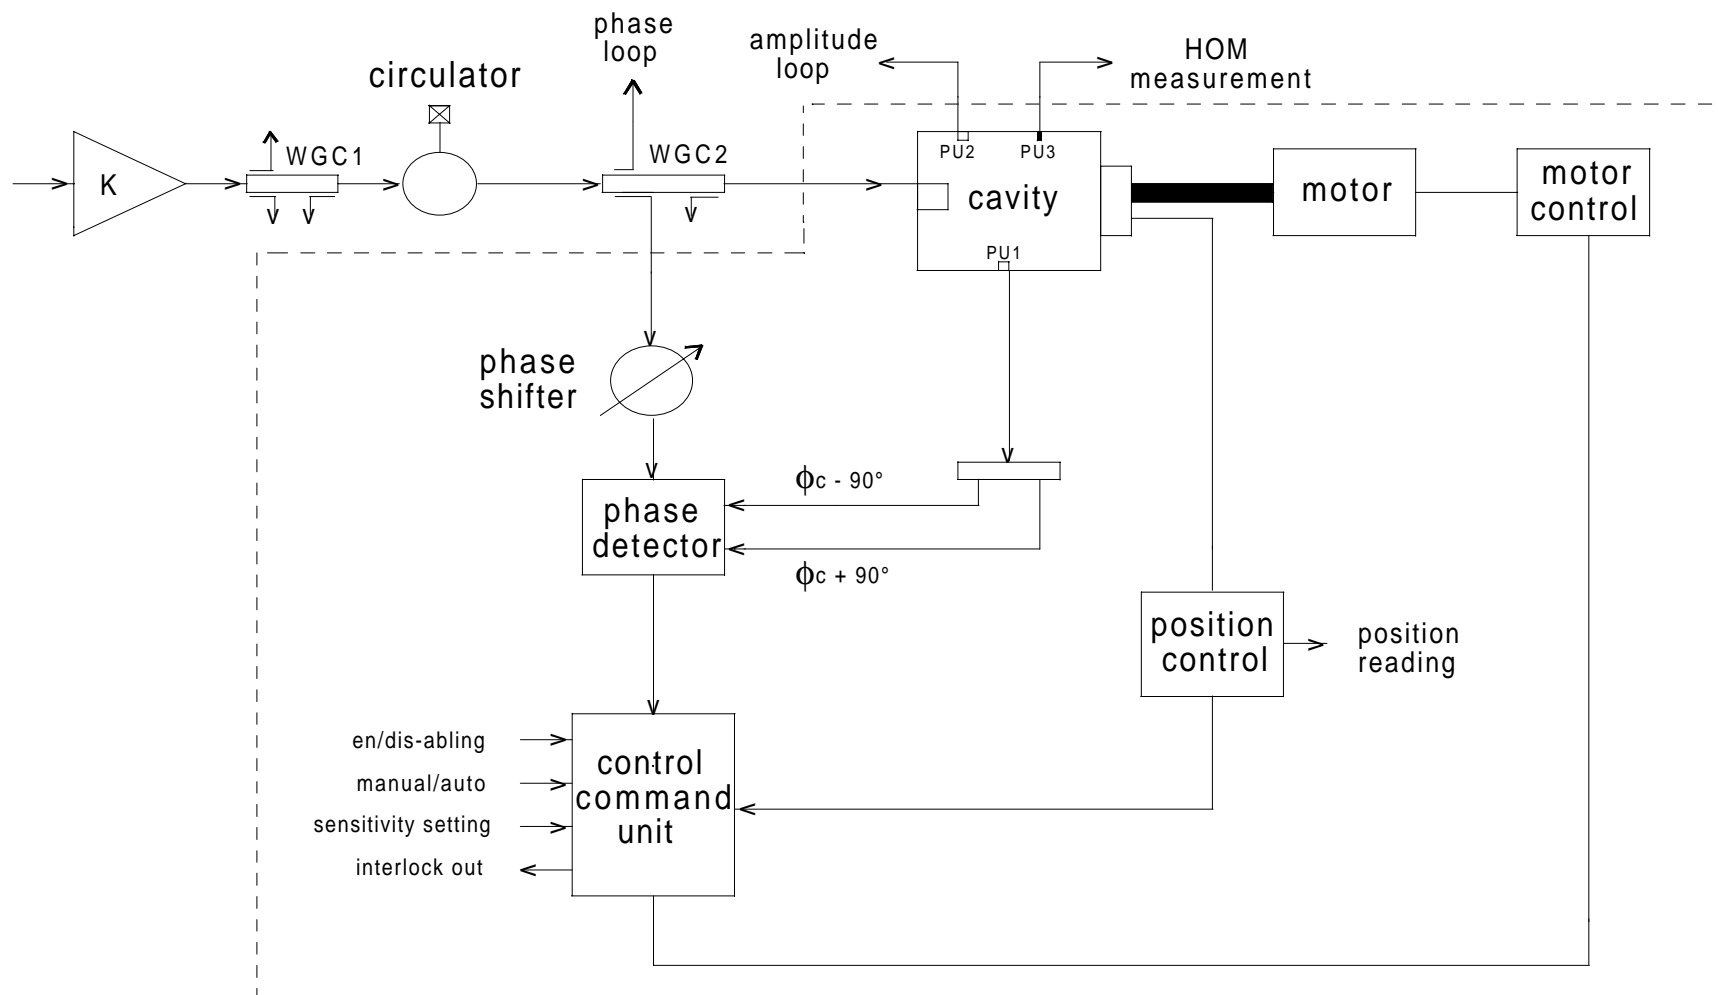 phase
loop
amplitude
loop
HOM
measurement
circulator
K
WGC1
WGC2
PU2
PU3
cavity
PU1
motor
motor
control
phase
shifter
ϕc - 90°
phase
detector
ϕc + 90°
position
control
position
reading
en/dis-abling
manual/auto
sensitivity setting
interlock out
control
command
unit